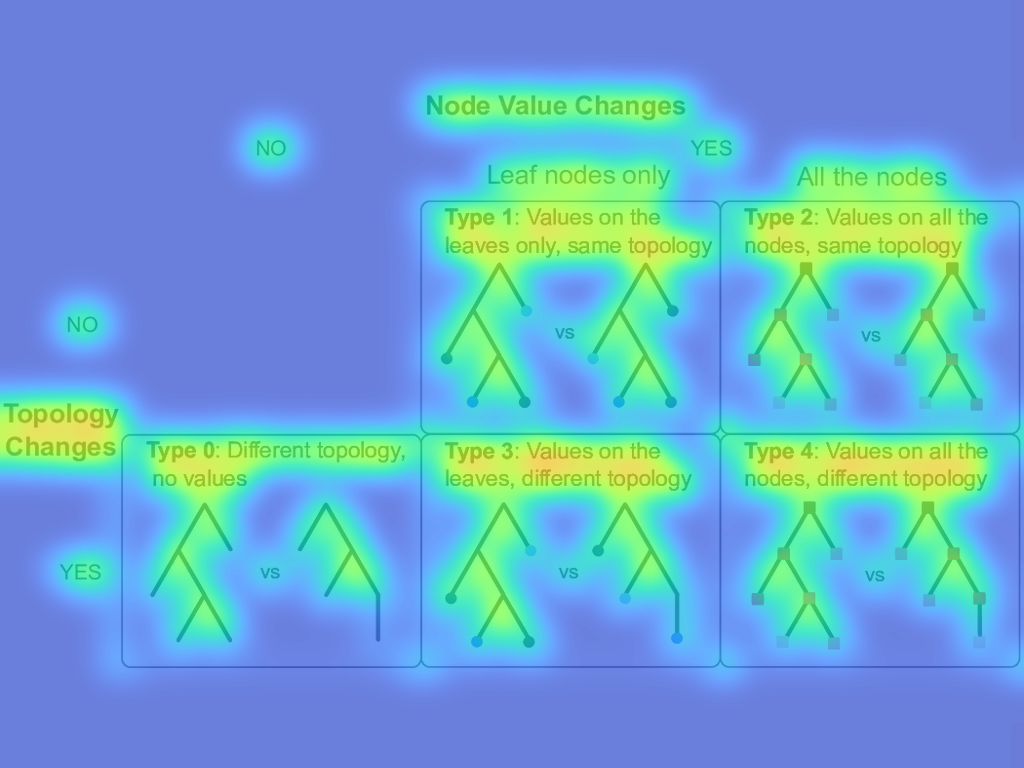 Node Value Changes
NO
YES
Leaf nodes only
All the nodes
Type 1: Values on the
leaves only, same topology
Type 2: Values on all the
nodes, same topology
NO
vs
vs
Topology
Changes
Type 0: Different topology,
no values
Type 3: Values on the
leaves, different topology
Type 4: Values on all the
nodes, different topology
YES
vs
vs
vs